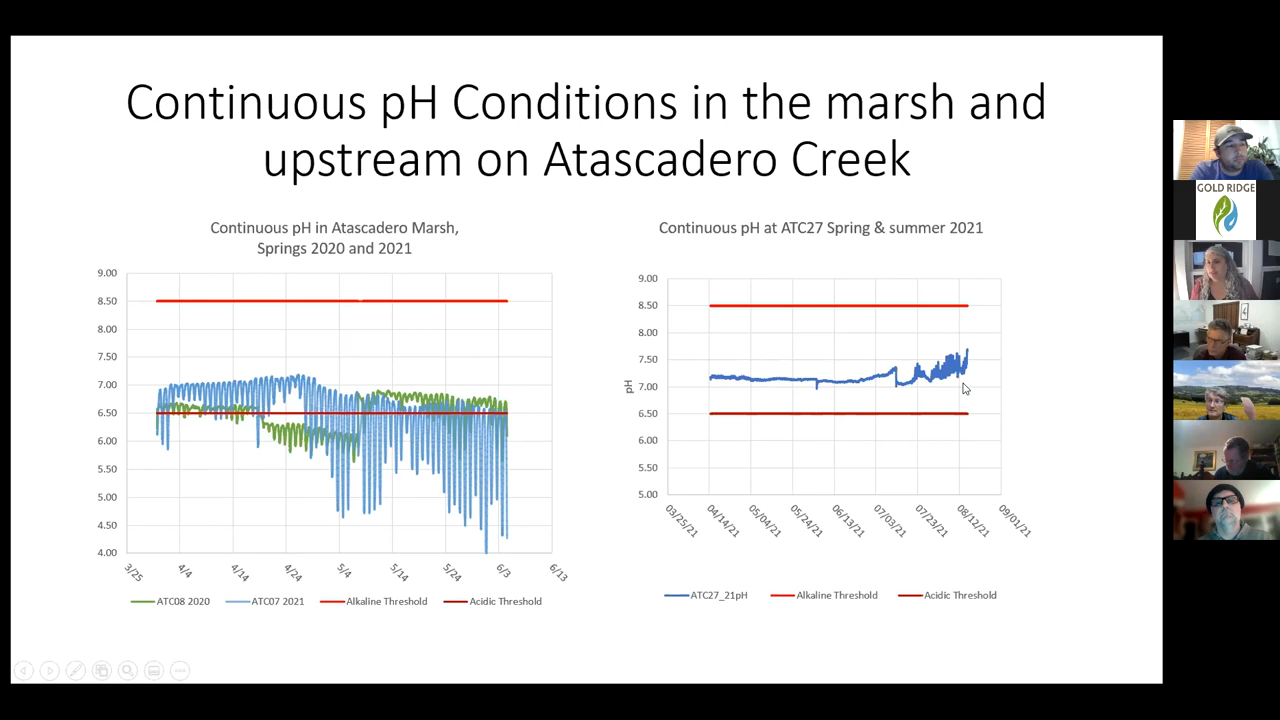 Continuous pH Conditions in the marsh and
upstream on Atascadero Creek
Continuous pH in Atascadero Marsh,
Springs 2020 and 2021
9.00
8.50
8.00
7.50
7.00
6.50
6.00
5.50
5.00
4.50
4.00
3/25
4/4
4/14
4/24
5/4
5/14
5/24
6/3
6/13
ATC08 2020
ATC07 2021
Alkaline Threshold
Acidic Threshold
Continuous pH at ATC27 Spring & summer 2021
pH
9.00
8.50
8.00
7.50
7.00
6.50
6.00
5.50
5.00
03/25/21
04/14/21
05/04/21
05/24/21
06/13/21
07/03/21
07/23/21
08/12/21
09/01/21
ATC27_21pH
Alkaline Threshold
Acidic Threshold
GOLD RIDGE